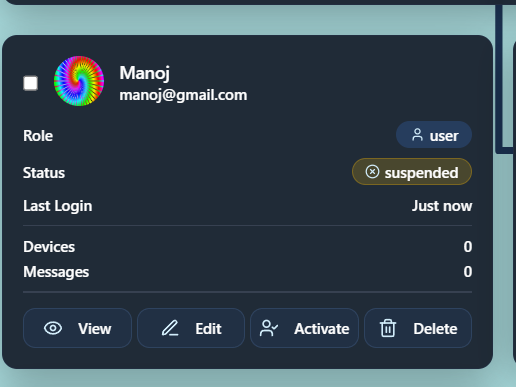 Manoj
manoj@gmail.com
Role user
Status suspended
Last Login Just now
Devices 0
Messages 0
View Edit Activate Delete